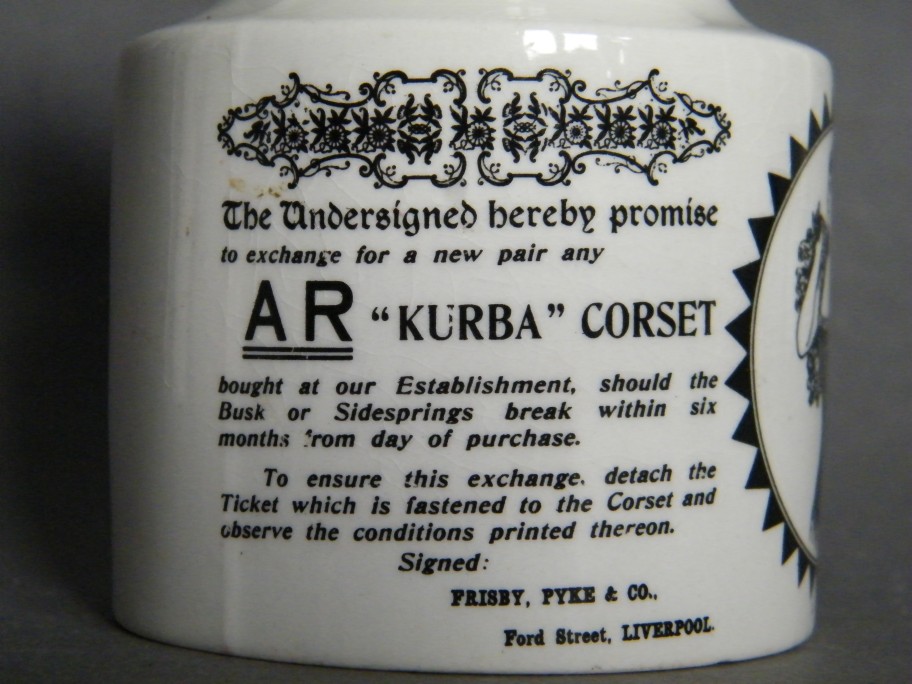 The Undersigned hereby promise
to exchange for a new pair any
AR "KURBA" CORSET
bought at our Establishment, should the
Busk or Sidesprings break within six
months from day of purchase.
To ensure this exchange, detach the
Ticket which is fastened to the Corset and
observe the conditions printed thereon.
Signed:
FRISBY, PYKE & CO.,
Ford Street, LIVERPOOL.